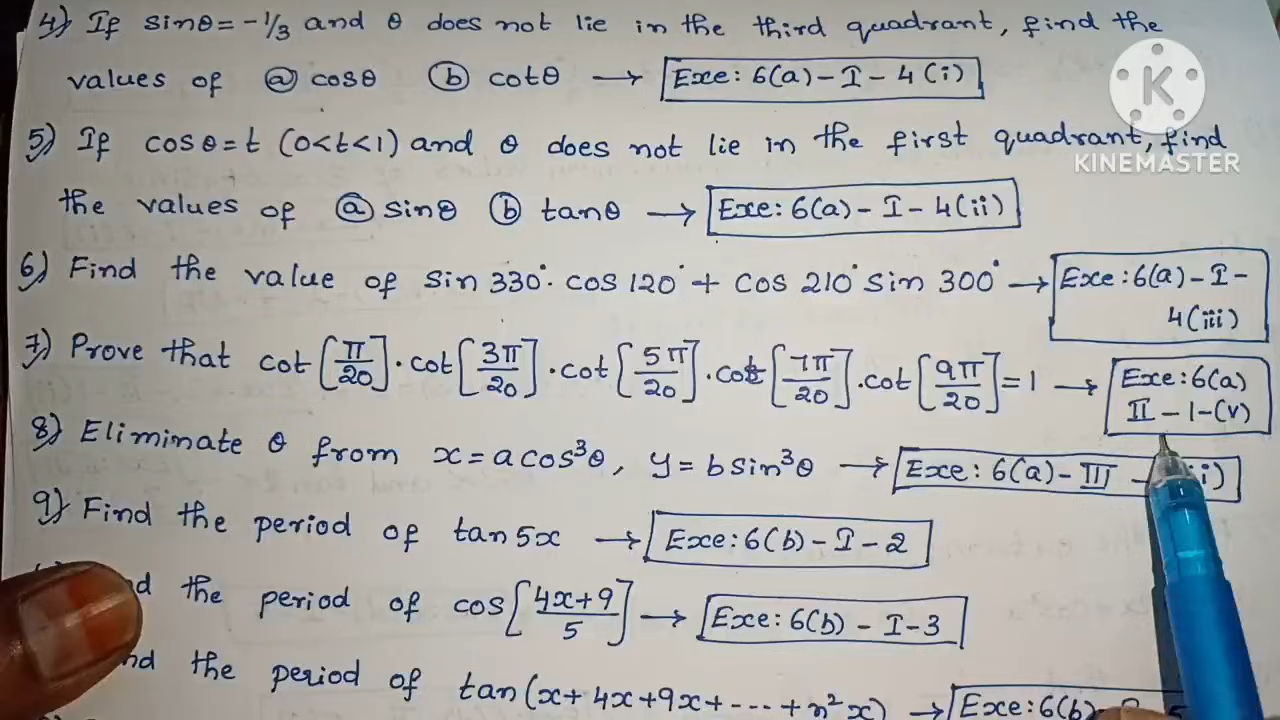 4) If sinθ = -1/3 and θ does not lie in the third quadrant, find the
values of ⓐ cosθ ⓑ cotθ → Exe: 6(a) - I - 4(i)
K
KINEMASTER
5) If cosθ = t (0<t<1) and θ does not lie in the first quadrant, find
the values of ⓐ sinθ ⓑ tanθ → Exe: 6(a) - I - 4(ii)
6) Find the value of sin 330°. cos 120° + cos 210° sin 300° → Exe: 6(a) - I -
4(iii)
7) Prove that cot[π/20] . cot[3π/20] . cot[5π/20] . cot[7π/20] . cot[9π/20] = 1 → Exe: 6(a)
II - 1 - (v)
8) Eliminate θ from x = a cos³θ, y = b sin³θ → Exe: 6(a) - III -
9) Find the period of tan 5x → Exe: 6(b) - I - 2
the period of cos[4x+9/5] → Exe: 6(b) - I - 3
the period of tan(x+4x+9x+---+n²x) → Exe: 6(b)